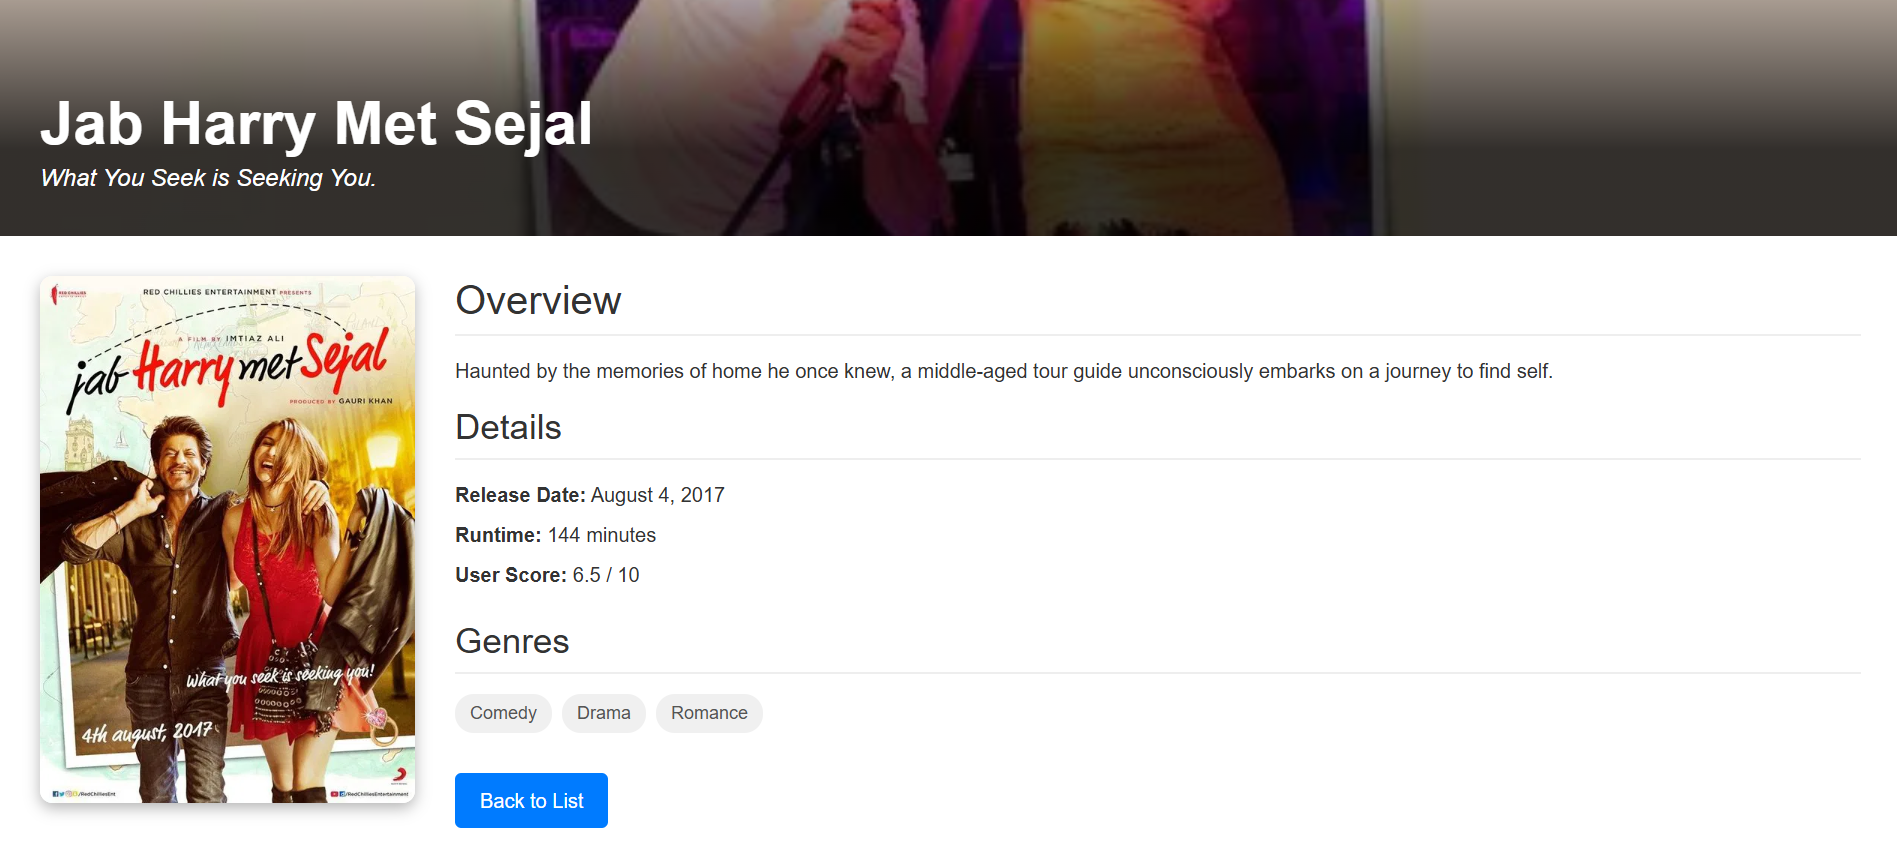 Jab Harry Met Sejal
What You Seek is Seeking You.
RED CHILLIES ENTERTAINMENT PRESENTS
A FILM BY IMTIAZ ALI
jab Harry met Sejal
PRODUCED BY GAURI KHAN
What you seek is seeking you!
4th august, 2017
/RedChilliesEnt
/RedChilliesEntertainment
Overview
Haunted by the memories of home he once knew, a middle-aged tour guide unconsciously embarks on a journey to find self.
Details
Release Date: August 4, 2017
Runtime: 144 minutes
User Score: 6.5 / 10
Genres
Comedy
Drama
Romance
Back to List